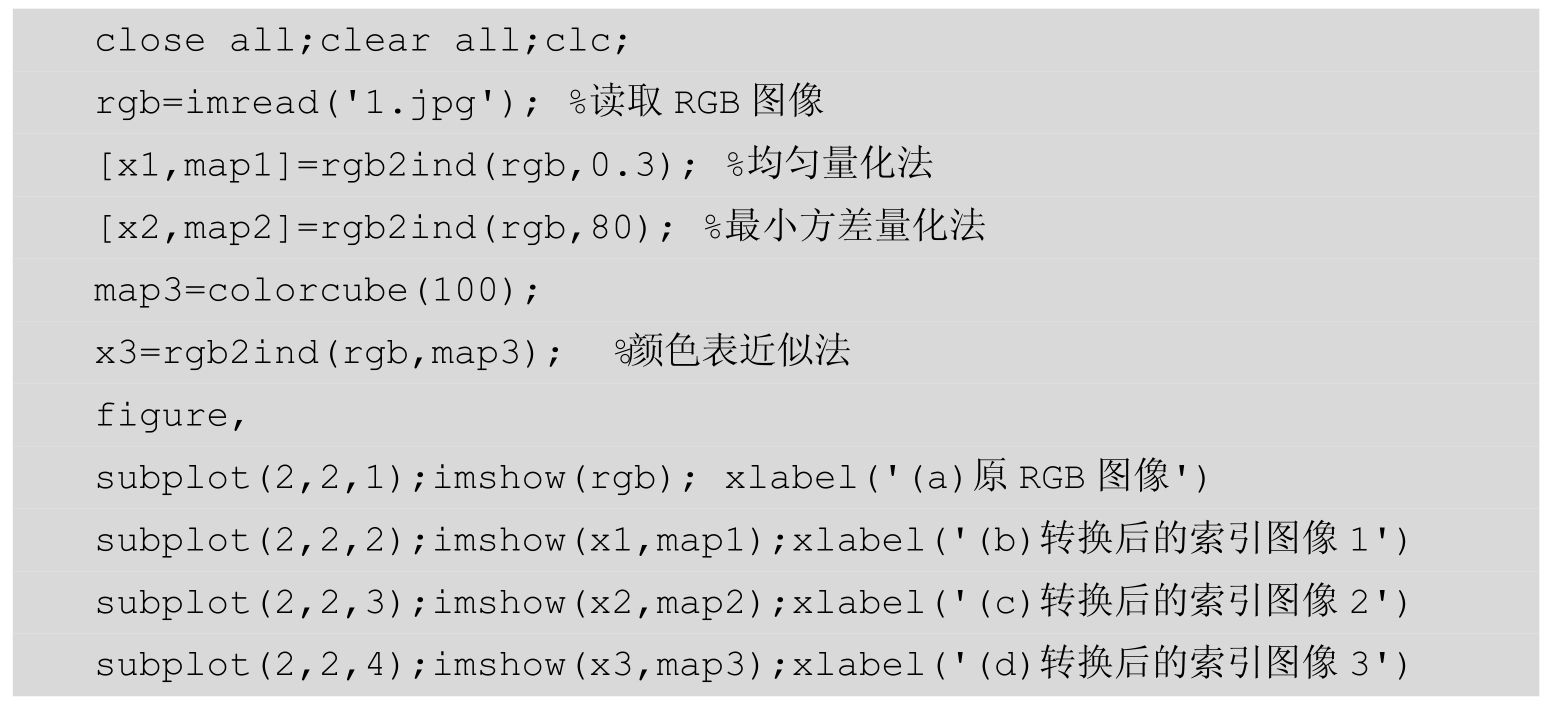 close all;clear all;clc;
rgb=imread('1.jpg'); %读取 RGB 图像
[x1,map1]=rgb2ind(rgb,0.3); %均匀量化法
[x2,map2]=rgb2ind(rgb,80); %最小方差量化法
map3=colorcube(100);
x3=rgb2ind(rgb,map3); %颜色表近似法
figure,
subplot(2,2,1);imshow(rgb); xlabel('(a)原 RGB 图像')
subplot(2,2,2);imshow(x1,map1);xlabel('(b)转换后的索引图像 1')
subplot(2,2,3);imshow(x2,map2);xlabel('(c)转换后的索引图像 2')
subplot(2,2,4);imshow(x3,map3);xlabel('(d)转换后的索引图像 3')